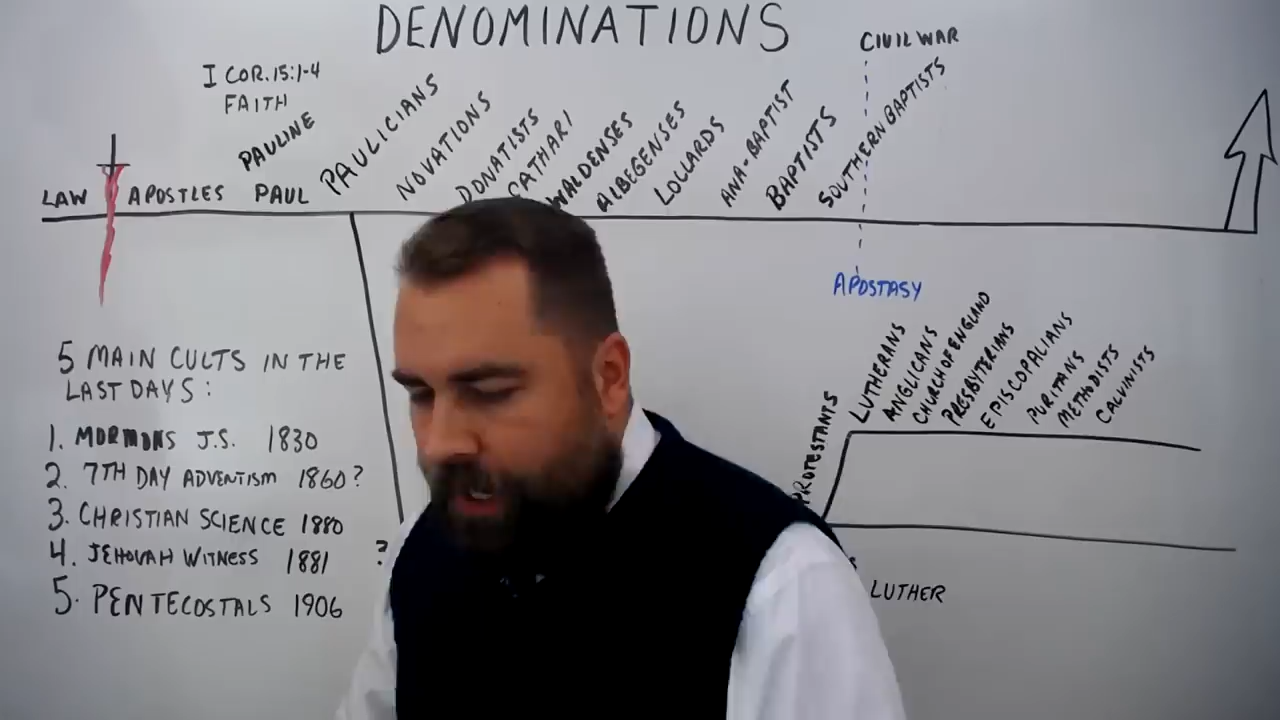 DENOMINATIONS
CIVIL WAR
I COR. 15:1-4
FAITH
PAULINE
LAW
APOSTLES
PAUL
PAULICIANS
NOVATIONS
DONATISTS
CATHARI
WALDENSES
ALBEGENSES
LOLLARDS
ANA-BAPTIST
BAPTISTS
SOUTHERN BAPTISTS
APOSTASY
5 MAIN CULTS IN THE
LAST DAYS:
1. MORMONS J.S. 1830
2. 7TH DAY ADVENTISM 1860?
3. CHRISTIAN SCIENCE 1880
4. JEHOVAH WITNESS 1881
5. PENTECOSTALS 1906
?
PROTESTANTS
LUTHERANS
ANGLICANS
CHURCH OF ENGLAND
PRESBYTERIANS
EPISCOPALIANS
PURITANS
METHODISTS
CALVINISTS
LUTHER